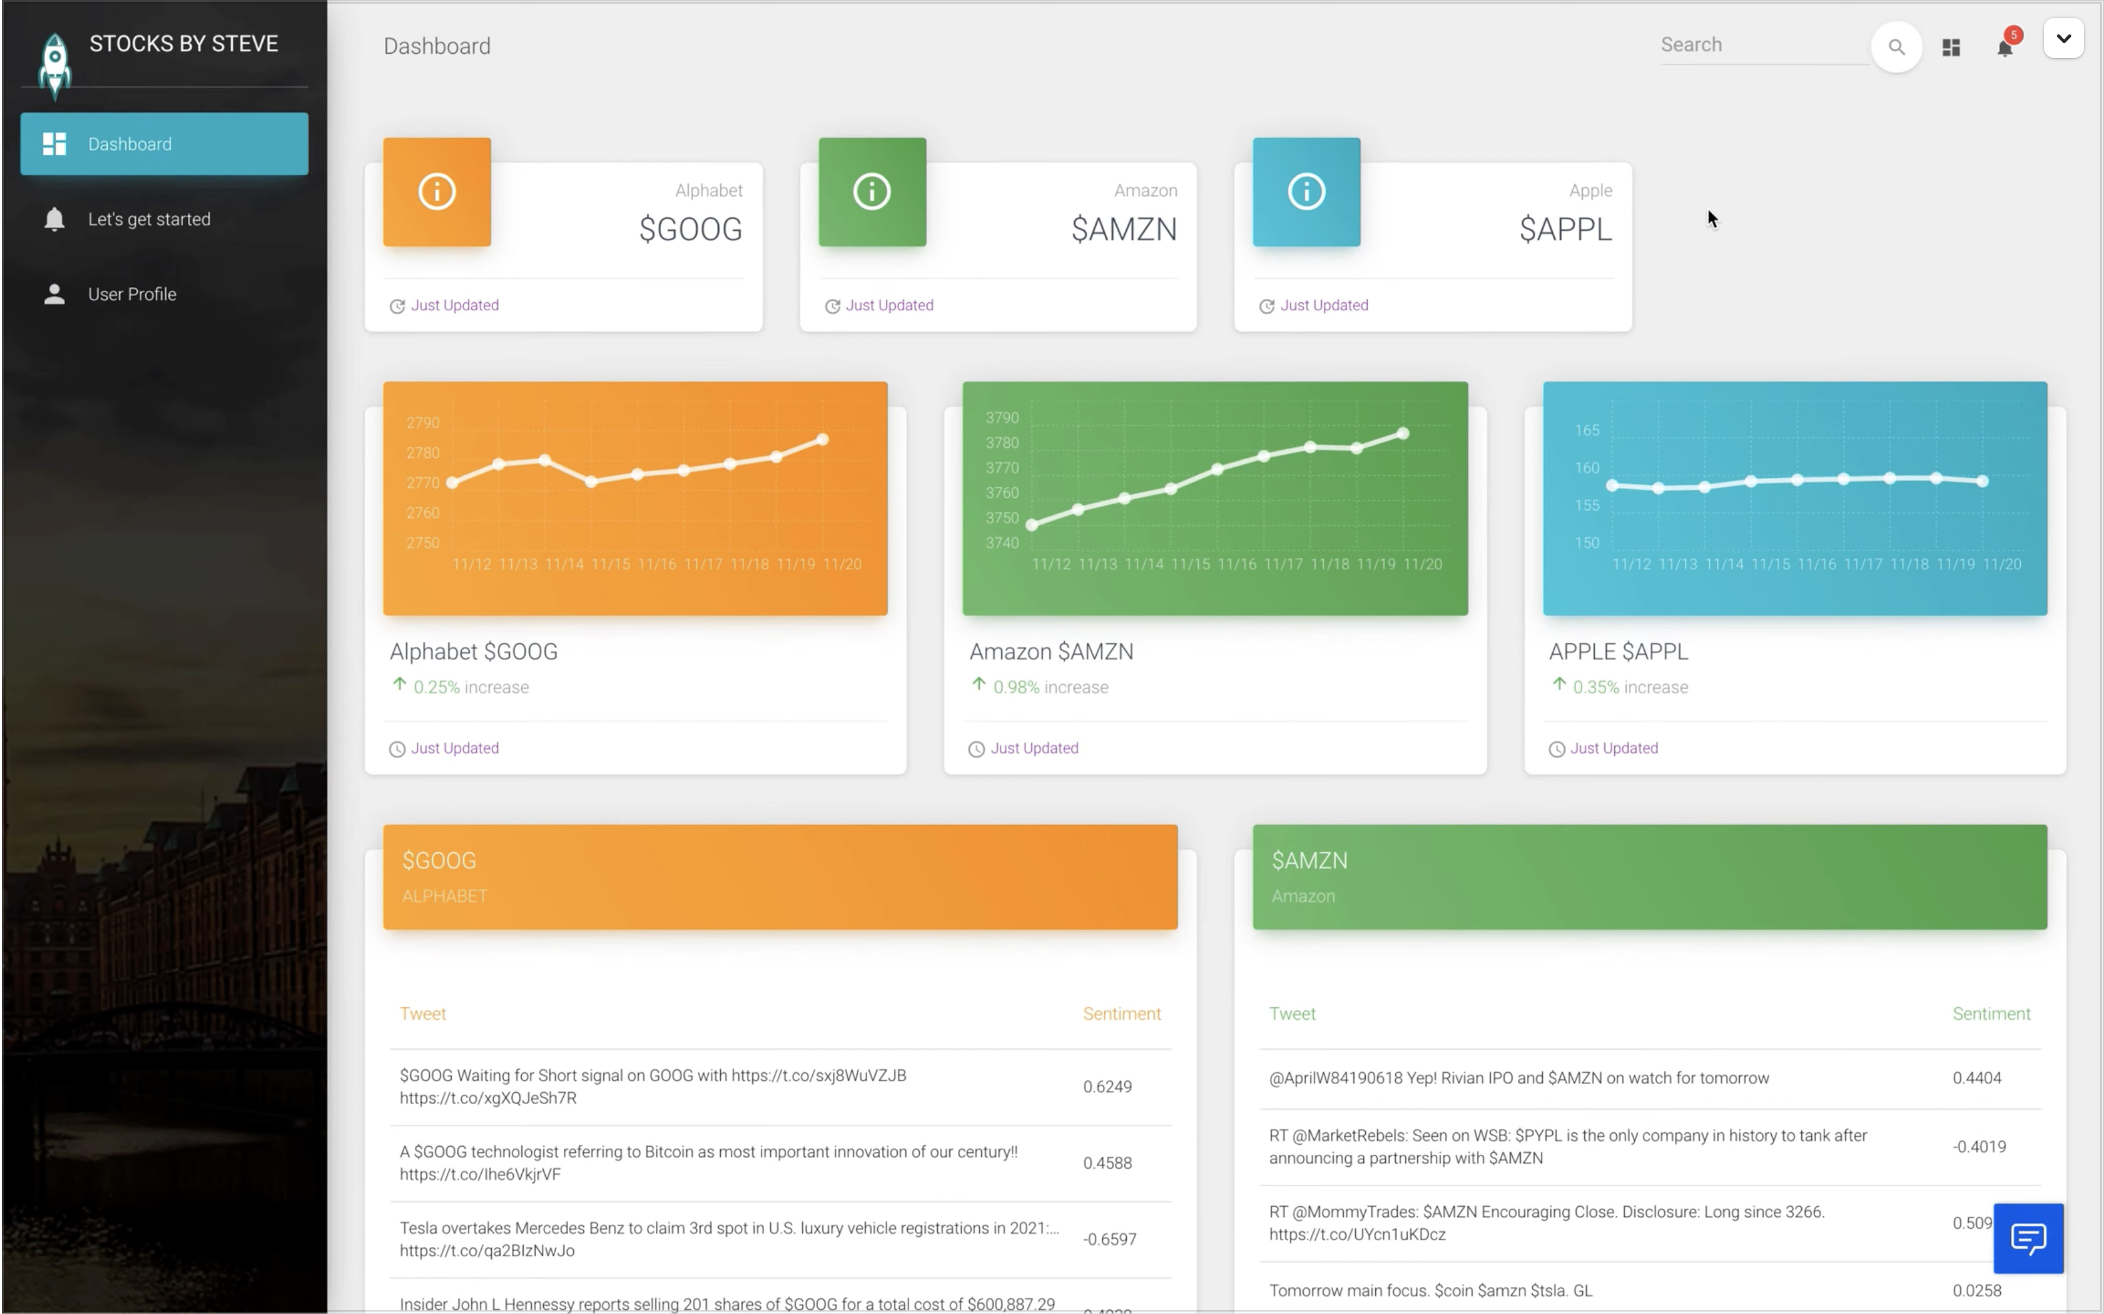 STOCKS BY STEVE
Dashboard
Let's get started
User Profile
Dashboard
Search
5
Alphabet
$GOOG
Just Updated
Amazon
$AMZN
Just Updated
Apple
$APPL
Just Updated
2790
2780
2770
2760
2750
11/12 11/13 11/14 11/15 11/16 11/17 11/18 11/19 11/20
Alphabet $GOOG
0.25% increase
Just Updated
3790
3780
3770
3760
3750
3740
11/12 11/13 11/14 11/15 11/16 11/17 11/18 11/19 11/20
Amazon $AMZN
0.98% increase
Just Updated
165
160
155
150
11/12 11/13 11/14 11/15 11/16 11/17 11/18 11/19 11/20
APPLE $APPL
0.35% increase
Just Updated
$GOOG
ALPHABET
Tweet Sentiment
$GOOG Waiting for Short signal on GOOG with https://t.co/sxj8WuVZJB
https://t.co/xgXQJeSh7R
0.6249
A $GOOG technologist referring to Bitcoin as most important innovation of our century!!
https://t.co/lhe6VkjrVF
0.4588
Tesla overtakes Mercedes Benz to claim 3rd spot in U.S. luxury vehicle registrations in 2021:...
https://t.co/qa2BIzNwJo
-0.6597
Insider John L Hennessy reports selling 201 shares of $GOOG for a total cost of $600,887.29
$AMZN
Amazon
Tweet Sentiment
@AprilW84190618 Yep! Rivian IPO and $AMZN on watch for tomorrow
0.4404
RT @MarketRebels: Seen on WSB: $PYPL is the only company in history to tank after
announcing a partnership with $AMZN
-0.4019
RT @MommyTrades: $AMZN Encouraging Close. Disclosure: Long since 3266.
https://t.co/UYcn1uKDcz
0.509
Tomorrow main focus. $coin $amzn $tsla. GL
0.0258